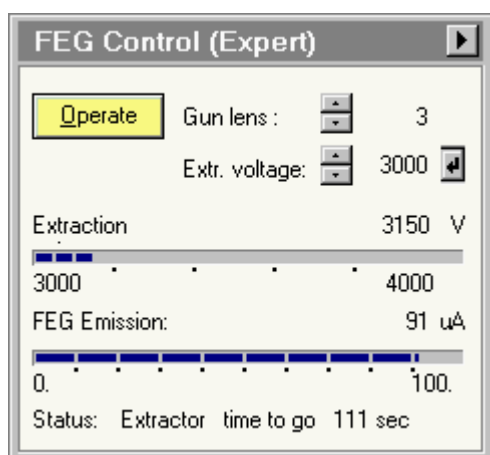 FEG Control (Expert)
Operate Gun lens : 3
Extr. voltage: 3000
Extraction 3150 V
3000 4000
FEG Emission: 91 uA
0. 100.
Status: Extractor time to go 111 sec